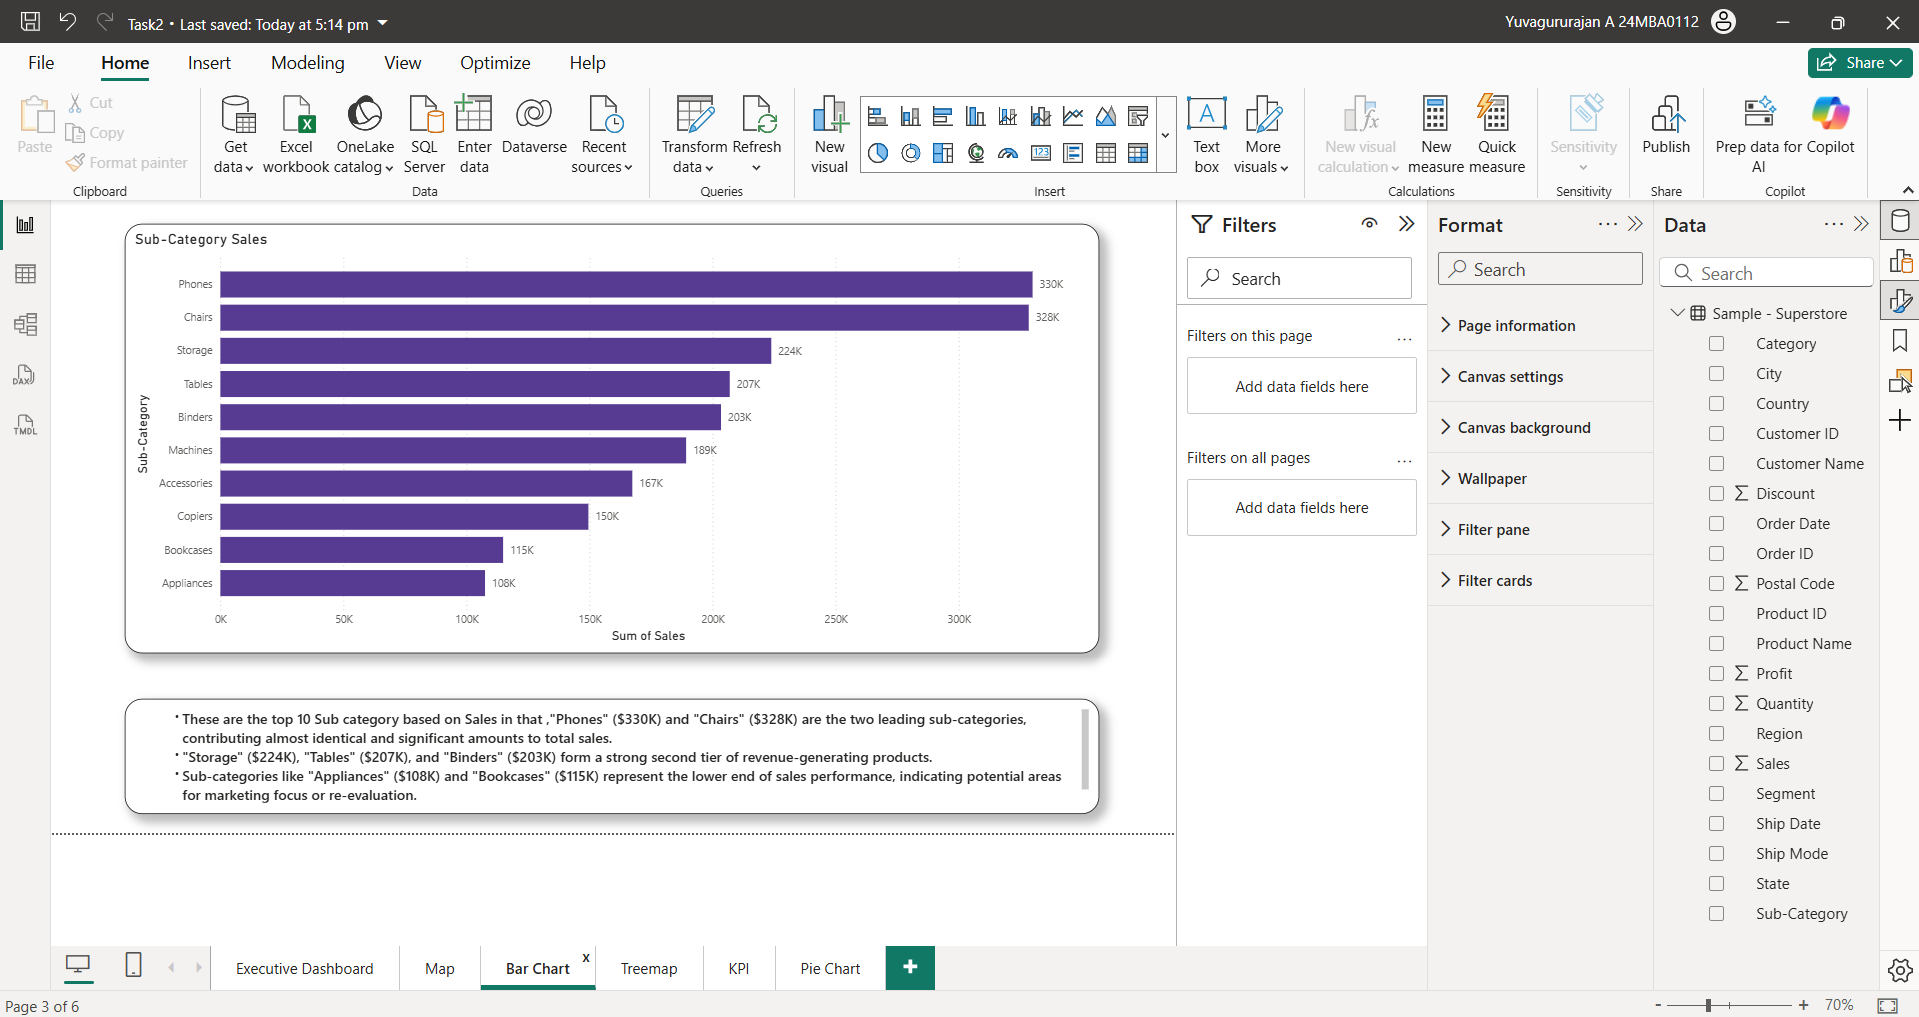 Task2 • Last saved: Today at 5:14 pm
Yuvagururajan A 24MBA0112
File
Home
Insert
Modeling
View
Optimize
Help
Share
Paste
Cut
Copy
Format painter
Clipboard
Get data
Excel workbook
OneLake catalog
SQL Server
Enter data
Dataverse
Recent sources
Data
Transform data
Refresh
Queries
New visual
123
Text box
A
More visuals
Insert
New visual calculation
New measure
Quick measure
Calculations
Sensitivity
Sensitivity
Publish
Share
Prep data for AI
Copilot
Copilot
DAX
TMDL
Sub-Category Sales
Sub-Category
Phones 330K
Chairs 328K
Storage 224K
Tables 207K
Binders 203K
Machines 189K
Accessories 167K
Copiers 150K
Bookcases 115K
Appliances 108K
0K 50K 100K 150K 200K 250K 300K
Sum of Sales
• These are the top 10 Sub category based on Sales in that ,"Phones" ($330K) and "Chairs" ($328K) are the two leading sub-categories,
contributing almost identical and significant amounts to total sales.
• "Storage" ($224K), "Tables" ($207K), and "Binders" ($203K) form a strong second tier of revenue-generating products.
• Sub-categories like "Appliances" ($108K) and "Bookcases" ($115K) represent the lower end of sales performance, indicating potential areas
for marketing focus or re-evaluation.
Filters
Search
Filters on this page
...
Add data fields here
Filters on all pages
...
Add data fields here
Format
...
Search
Page information
Canvas settings
Canvas background
Wallpaper
Filter pane
Filter cards
Data
...
Search
Sample - Superstore
Category
City
Country
Customer ID
Customer Name
∑ Discount
Order Date
Order ID
∑ Postal Code
Product ID
Product Name
∑ Profit
∑ Quantity
Region
∑ Sales
Segment
Ship Date
Ship Mode
State
Sub-Category
Executive Dashboard
Map
Bar Chart
x
Treemap
KPI
Pie Chart
+
Page 3 of 6
- + 70%